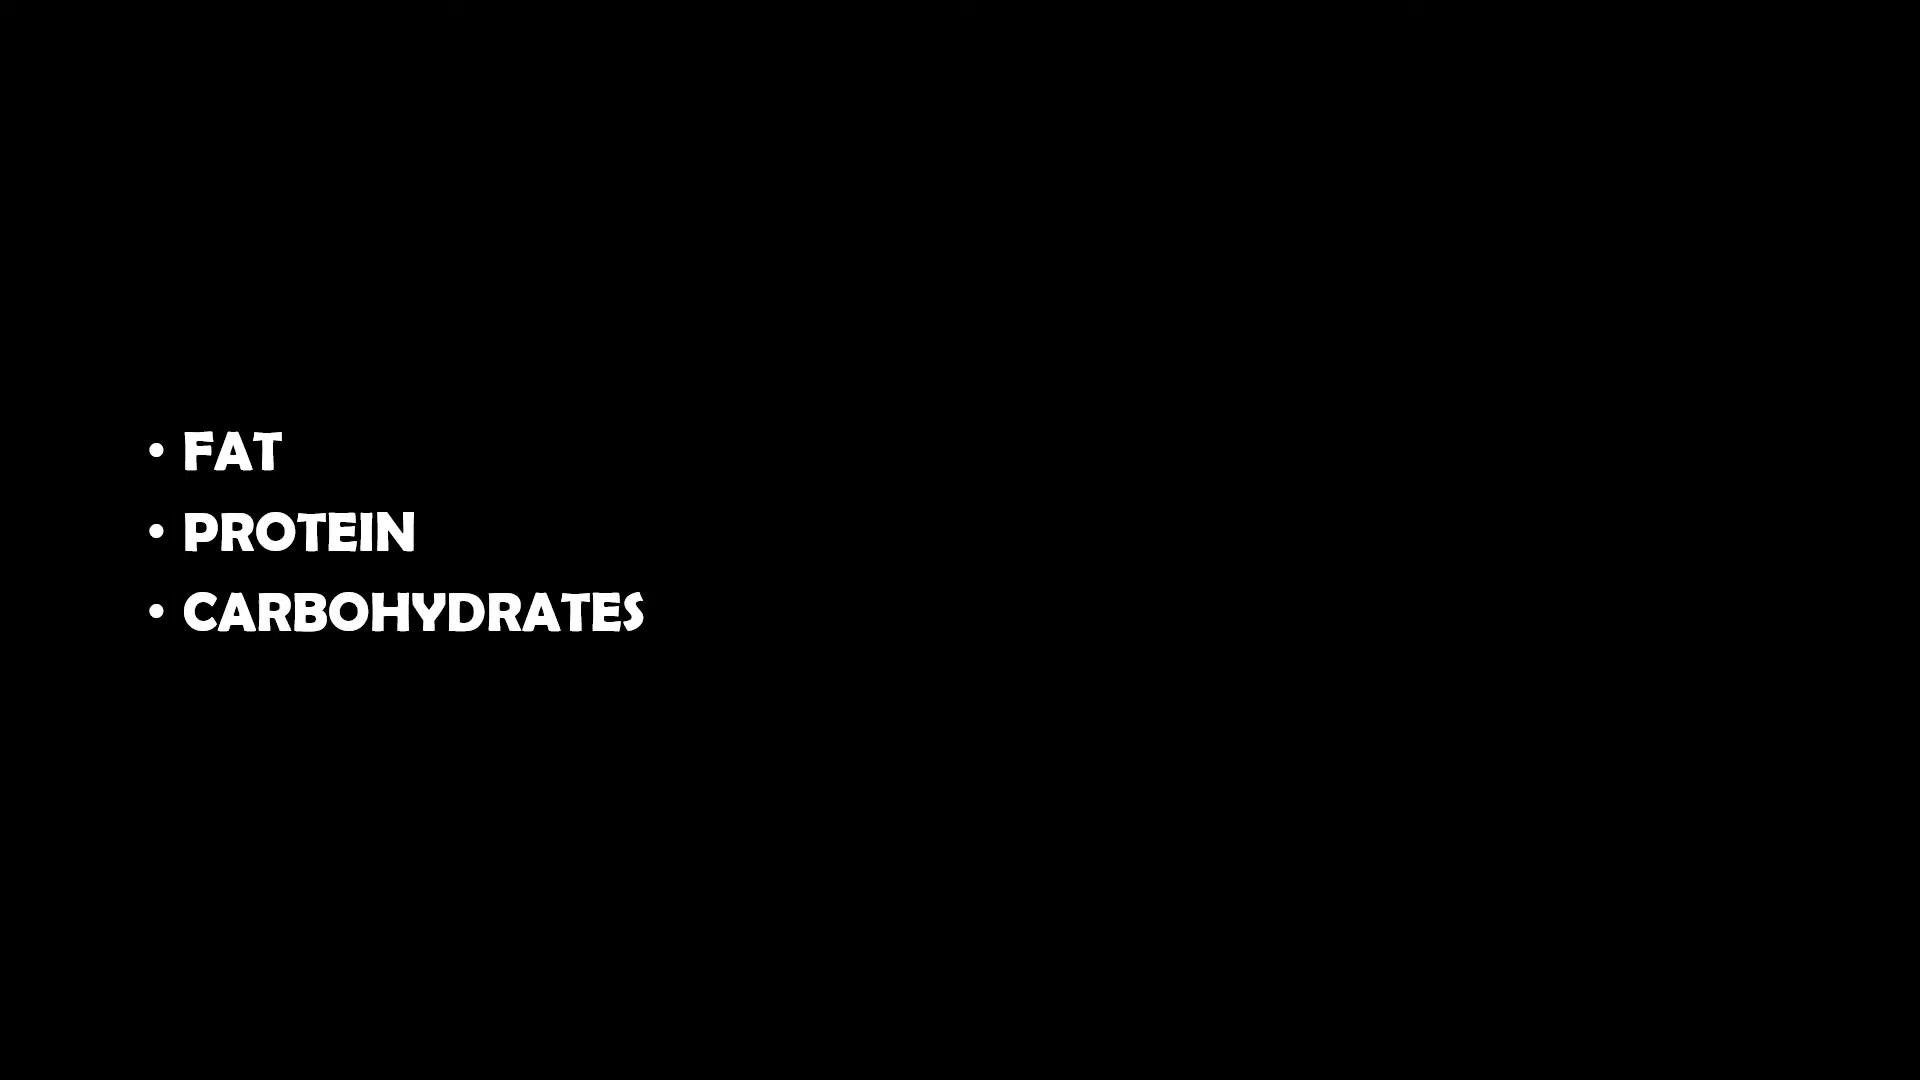 • FAT
• PROTEIN
• CARBOHYDRATES